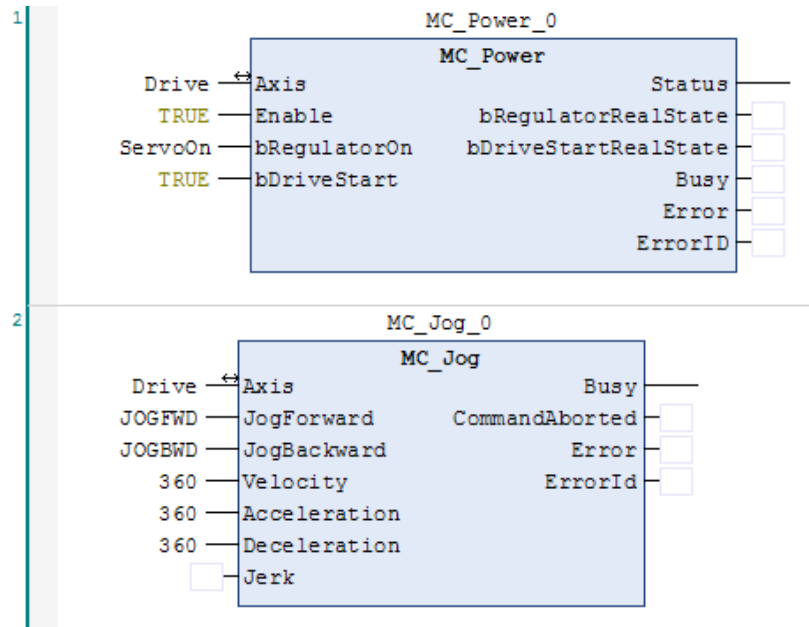 1
MC_Power_0
MC_Power
Drive Axis Status
TRUE Enable bRegulatorRealState
ServoOn bRegulatorOn bDriveStartRealState
TRUE bDriveStart Busy
Error
ErrorID
2
MC_Jog_0
MC_Jog
Drive Axis Busy
JOGFWD JogForward CommandAborted
JOGBWD JogBackward Error
360 Velocity ErrorId
360 Acceleration
360 Deceleration
Jerk